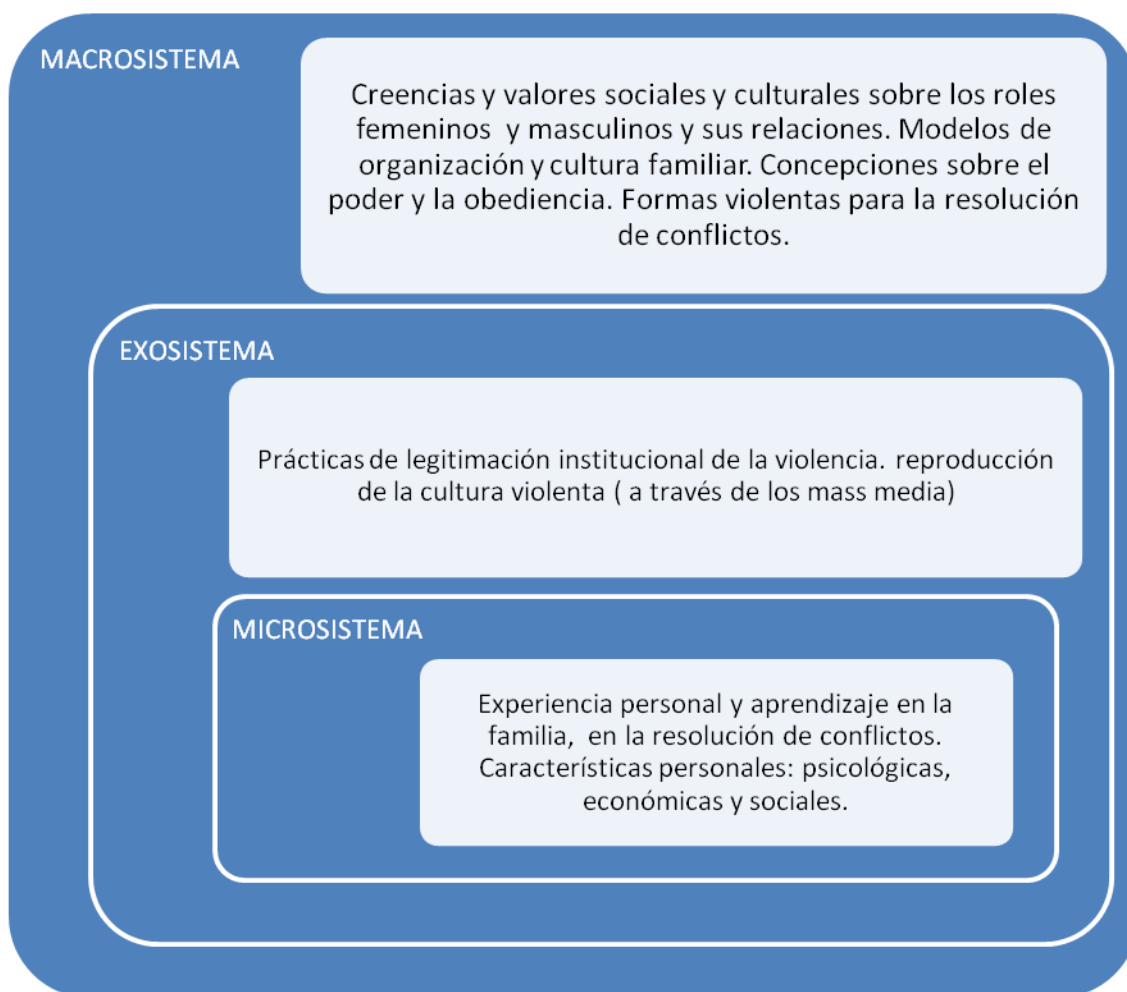 MACROSISTEMA
Creencias y valores sociales y culturales sobre los roles
femeninos y masculinos y sus relaciones. Modelos de
organización y cultura familiar. Concepciones sobre el
poder y la obediencia. Formas violentas para la resolución
de conflictos.
EXOSISTEMA
Prácticas de legitimación institucional de la violencia. reproducción
de la cultura violenta ( a través de los mass media)
MICROSISTEMA
Experiencia personal y aprendizaje en la
familia, en la resolución de conflictos.
Características personales: psicológicas,
económicas y sociales.